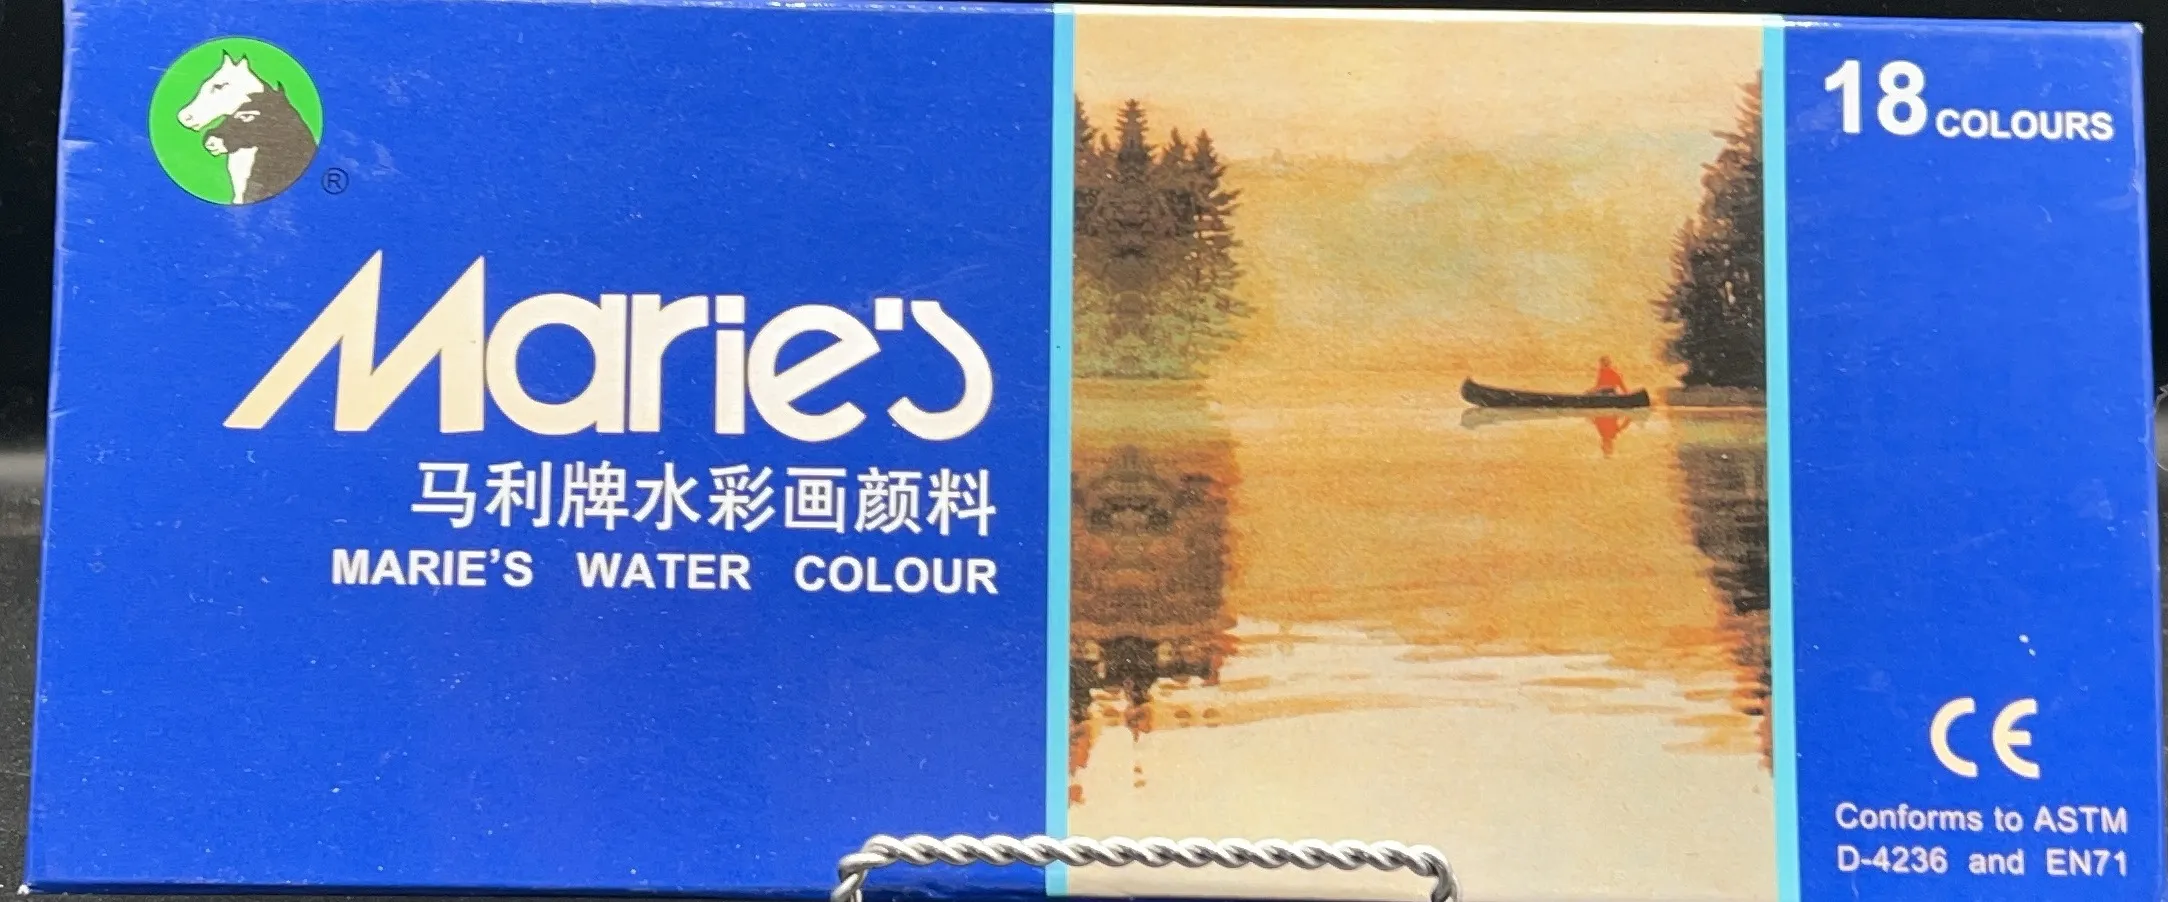 ®
Marie's
马利牌水彩画颜料
MARIE'S WATER COLOUR
18 COLOURS
CE
Conforms to ASTM
D-4236 and EN71